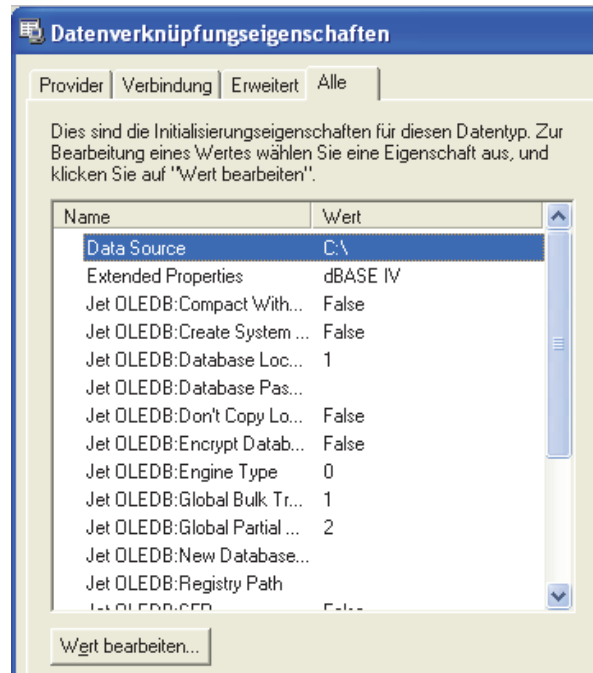 Datenverknüpfungseigenschaften
Provider Verbindung Erweitert Alle
Dies sind die Initialisierungseigenschaften für diesen Datentyp. Zur
Bearbeitung eines Wertes wählen Sie eine Eigenschaft aus, und
klicken Sie auf "Wert bearbeiten".
Name Wert
Data Source C:\
Extended Properties dBASE IV
Jet OLEDB:Compact With... False
Jet OLEDB:Create System ... False
Jet OLEDB:Database Loc... 1
Jet OLEDB:Database Pas...
Jet OLEDB:Don't Copy Lo... False
Jet OLEDB:Encrypt Datab... False
Jet OLEDB:Engine Type 0
Jet OLEDB:Global Bulk Tr... 1
Jet OLEDB:Global Partial ... 2
Jet OLEDB:New Database...
Jet OLEDB:Registry Path
Jet OLEDB:SFP False
Wert bearbeiten...